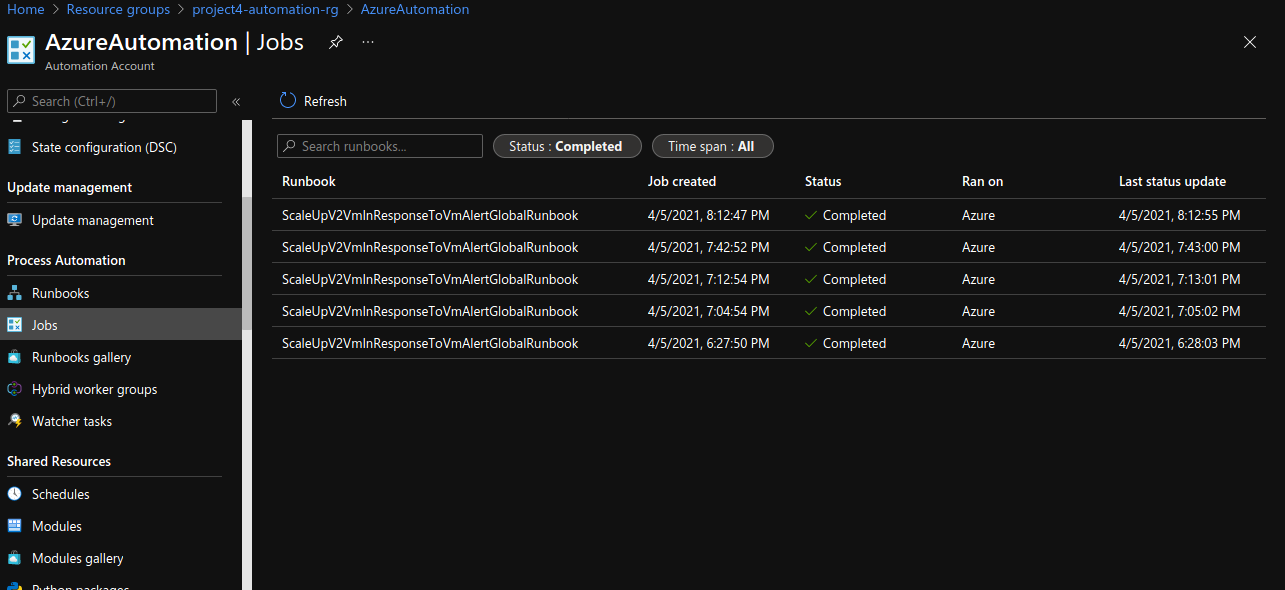 Home > Resource groups > project4-automation-rg > AzureAutomation
AzureAutomation | Jobs ...
Automation Account
Search (Ctrl+/) «
Refresh
State configuration (DSC)
Update management
Update management
Process Automation
Runbooks
Jobs
Runbooks gallery
Hybrid worker groups
Watcher tasks
Shared Resources
Schedules
Modules
Modules gallery
Python packages
Search runbooks... Status : Completed Time span : All
Runbook Job created Status Ran on Last status update
ScaleUpV2VmInResponseToVmAlertGlobalRunbook 4/5/2021, 8:12:47 PM Completed Azure 4/5/2021, 8:12:55 PM
ScaleUpV2VmInResponseToVmAlertGlobalRunbook 4/5/2021, 7:42:52 PM Completed Azure 4/5/2021, 7:43:00 PM
ScaleUpV2VmInResponseToVmAlertGlobalRunbook 4/5/2021, 7:12:54 PM Completed Azure 4/5/2021, 7:13:01 PM
ScaleUpV2VmInResponseToVmAlertGlobalRunbook 4/5/2021, 7:04:54 PM Completed Azure 4/5/2021, 7:05:02 PM
ScaleUpV2VmInResponseToVmAlertGlobalRunbook 4/5/2021, 6:27:50 PM Completed Azure 4/5/2021, 6:28:03 PM